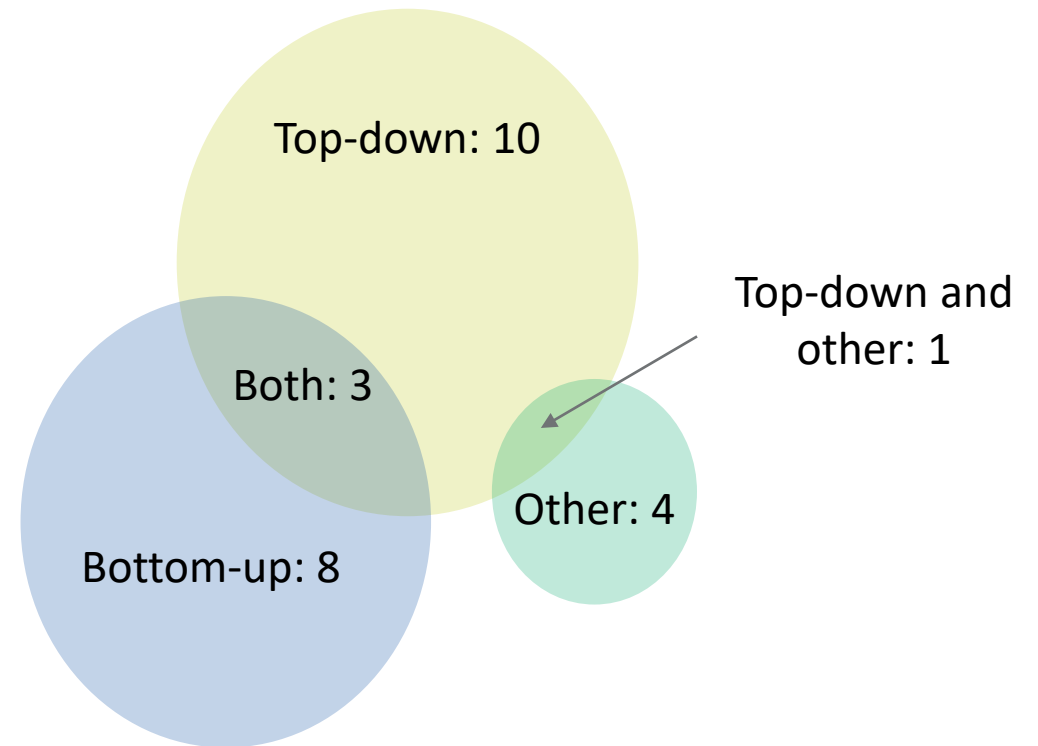 Top-down: 10
Top-down and
other: 1
Both: 3
Other: 4
Bottom-up: 8